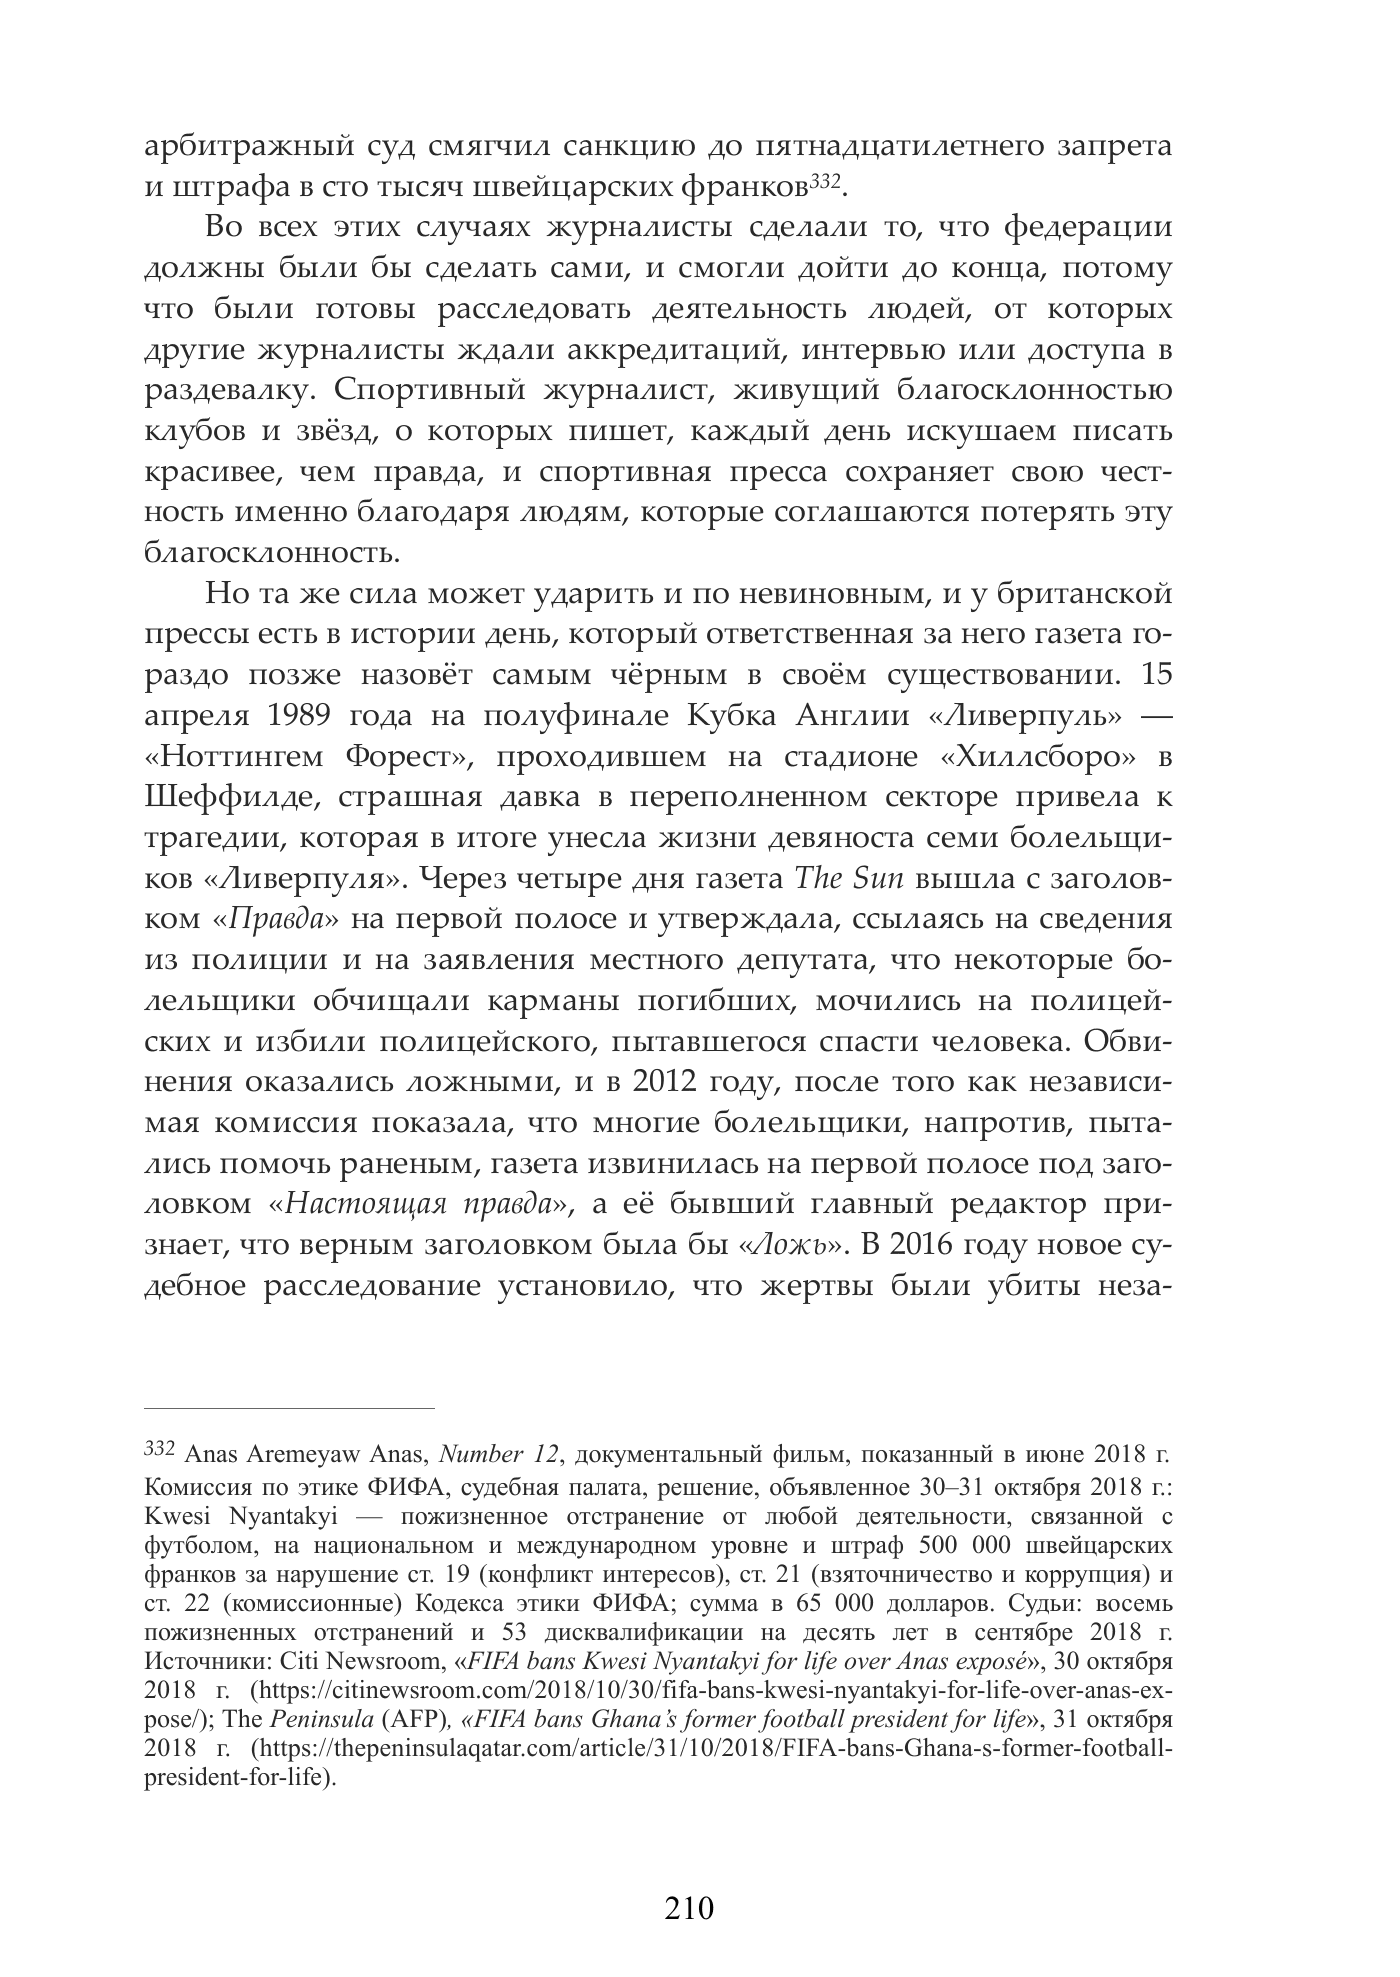 арбитражный суд смягчил санкцию до пятнадцатилетнего запрета
и штрафа в сто тысяч швейцарских франков332.
Во всех этих случаях журналисты сделали то, что федерации
должны были бы сделать сами, и смогли дойти до конца, потому
что были готовы расследовать деятельность людей, от которых
другие журналисты ждали аккредитаций, интервью или доступа в
раздевалку. Спортивный журналист, живущий благосклонностью
клубов и звёзд, о которых пишет, каждый день искушаем писать
красивее, чем правда, и спортивная пресса сохраняет свою чест-
ность именно благодаря людям, которые соглашаются потерять эту
благосклонность.
Но та же сила может ударить и по невиновным, и у британской
прессы есть в истории день, который ответственная за него газета го-
раздо позже назовёт самым чёрным в своём существовании. 15
апреля 1989 года на полуфинале Кубка Англии «Ливерпуль» —
«Ноттингем Форест», проходившем на стадионе «Хиллсборо» в
Шеффилде, страшная давка в переполненном секторе привела к
трагедии, которая в итоге унесла жизни девяноста семи болельщи-
ков «Ливерпуля». Через четыре дня газета The Sun вышла с заголов-
ком «Правда» на первой полосе и утверждала, ссылаясь на сведения
из полиции и на заявления местного депутата, что некоторые бо-
лельщики обчищали карманы погибших, мочились на полицей-
ских и избили полицейского, пытавшегося спасти человека. Обви-
нения оказались ложными, и в 2012 году, после того как независи-
мая комиссия показала, что многие болельщики, напротив, пыта-
лись помочь раненым, газета извинилась на первой полосе под заго-
ловком «Настоящая правда», а её бывший главный редактор при-
знает, что верным заголовком была бы «Ложь». В 2016 году новое су-
дебное расследование установило, что жертвы были убиты неза-
332 Anas Aremeyaw Anas, Number 12, документальный фильм, показанный в июне 2018 г.
Комиссия по этике ФИФА, судебная палата, решение, объявленное 30–31 октября 2018 г.:
Kwesi Nyantakyi — пожизненное отстранение от любой деятельности, связанной с
футболом, на национальном и международном уровне и штраф 500 000 швейцарских
франков за нарушение ст. 19 (конфликт интересов), ст. 21 (взяточничество и коррупция) и
ст. 22 (комиссионные) Кодекса этики ФИФА; сумма в 65 000 долларов. Судьи: восемь
пожизненных отстранений и 53 дисквалификации на десять лет в сентябре 2018 г.
Источники: Citi Newsroom, «FIFA bans Kwesi Nyantakyi for life over Anas exposé», 30 октября
2018 г. (https://citinewsroom.com/2018/10/30/fifa-bans-kwesi-nyantakyi-for-life-over-anas-ex-
pose/); The Peninsula (AFP), «FIFA bans Ghana’s former football president for life», 31 октября
2018 г. (https://thepeninsulaqatar.com/article/31/10/2018/FIFA-bans-Ghana-s-former-football-
president-for-life).
210